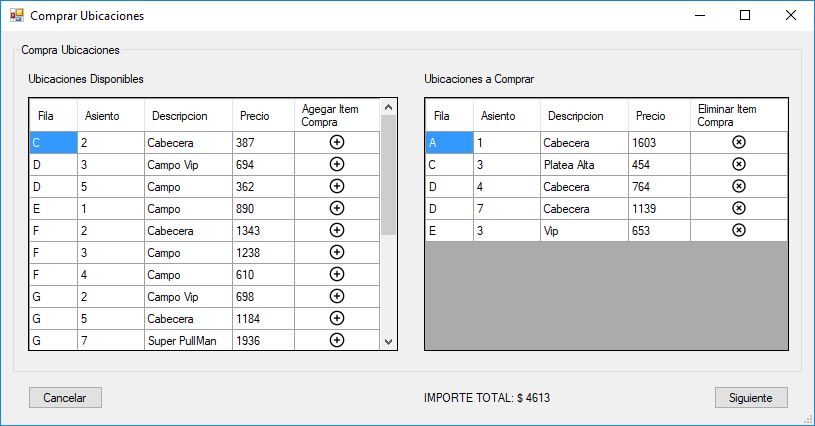 Comprar Ubicaciones
Compra Ubicaciones
Ubicaciones Disponibles
Fila Asiento Descripcion Precio Agegar Item Compra
C 2 Cabecera 387
D 3 Campo Vip 694
D 5 Campo 362
E 1 Campo 890
F 2 Cabecera 1343
F 3 Campo 1238
F 4 Campo 610
G 2 Campo Vip 698
G 5 Cabecera 1184
G 7 Super PullMan 1936
Ubicaciones a Comprar
Fila Asiento Descripcion Precio Eliminar Item Compra
A 1 Cabecera 1603
C 3 Platea Alta 454
D 4 Cabecera 764
D 7 Cabecera 1139
E 3 Vip 653
Cancelar
IMPORTE TOTAL: $ 4613
Siguiente